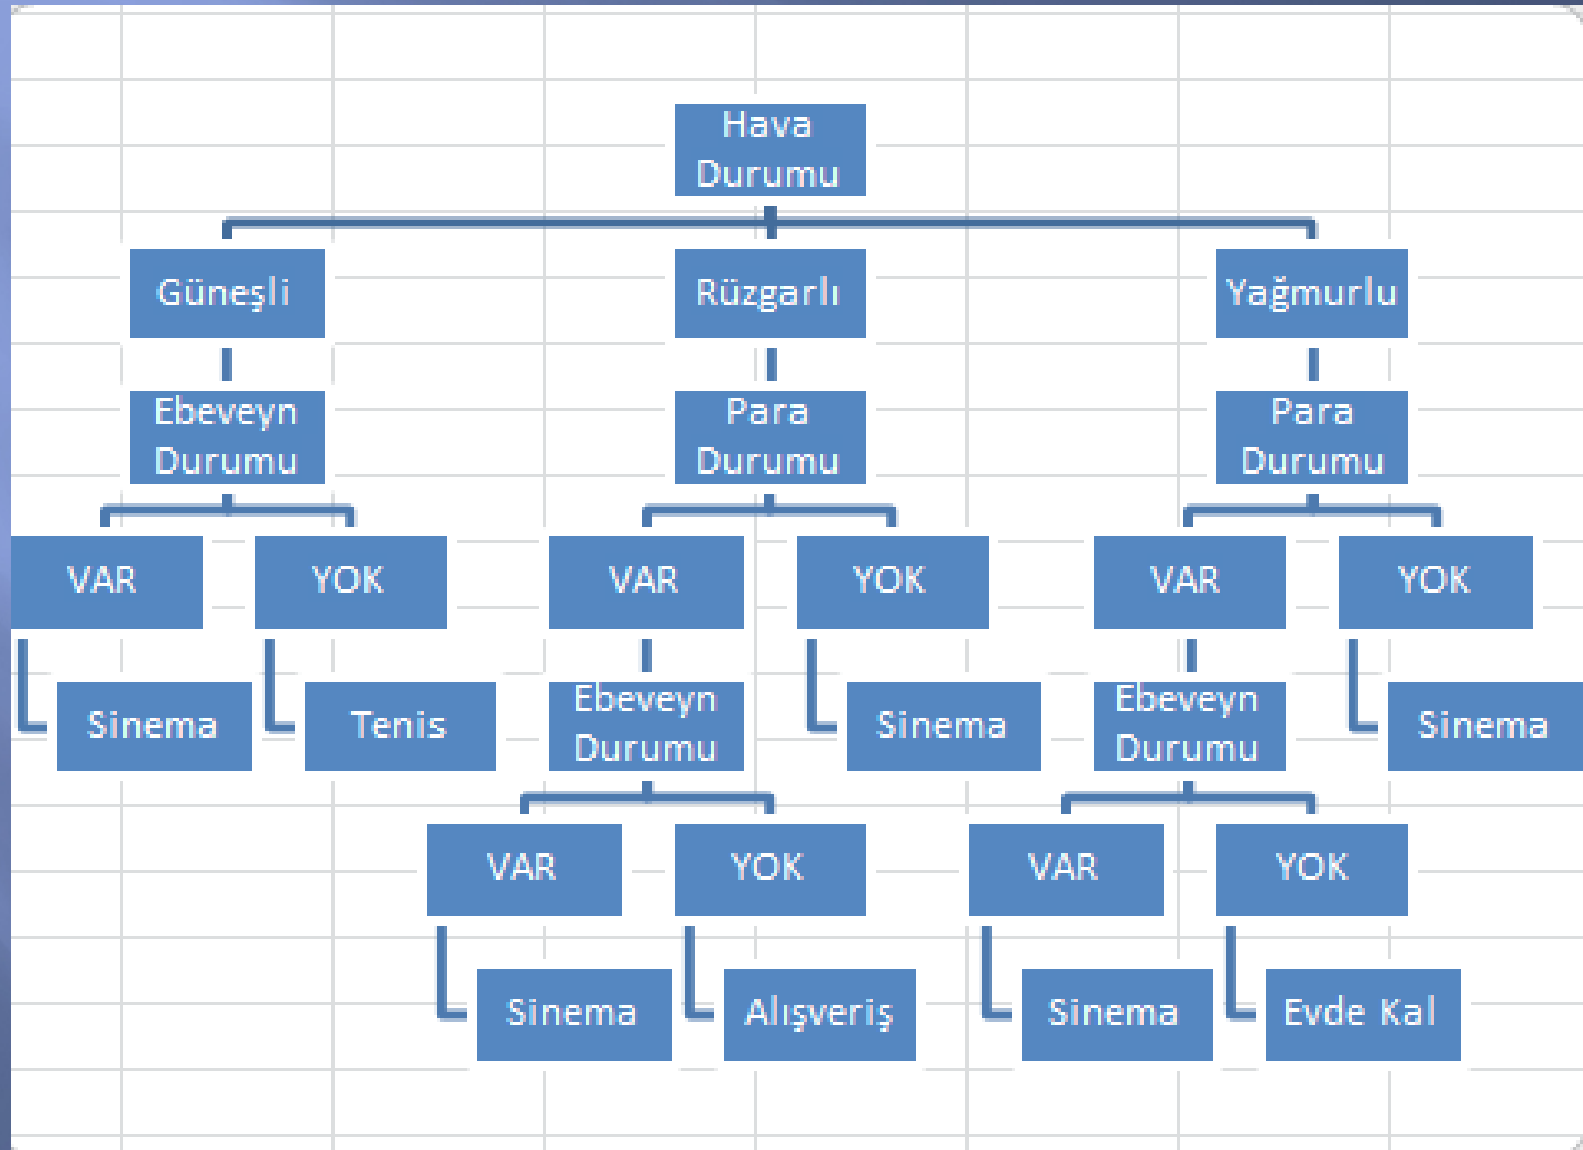 Hava
Durumu
Güneşli
Rüzgarlı
Yağmurlu
Ebeveyn
Durumu
Para
Durumu
Para
Durumu
VAR
YOK
VAR
YOK
VAR
YOK
Sinema
Tenis
Ebeveyn
Durumu
Sinema
Ebeveyn
Durumu
Sinema
VAR
YOK
VAR
YOK
Sinema
Alışveriş
Sinema
Evde Kal